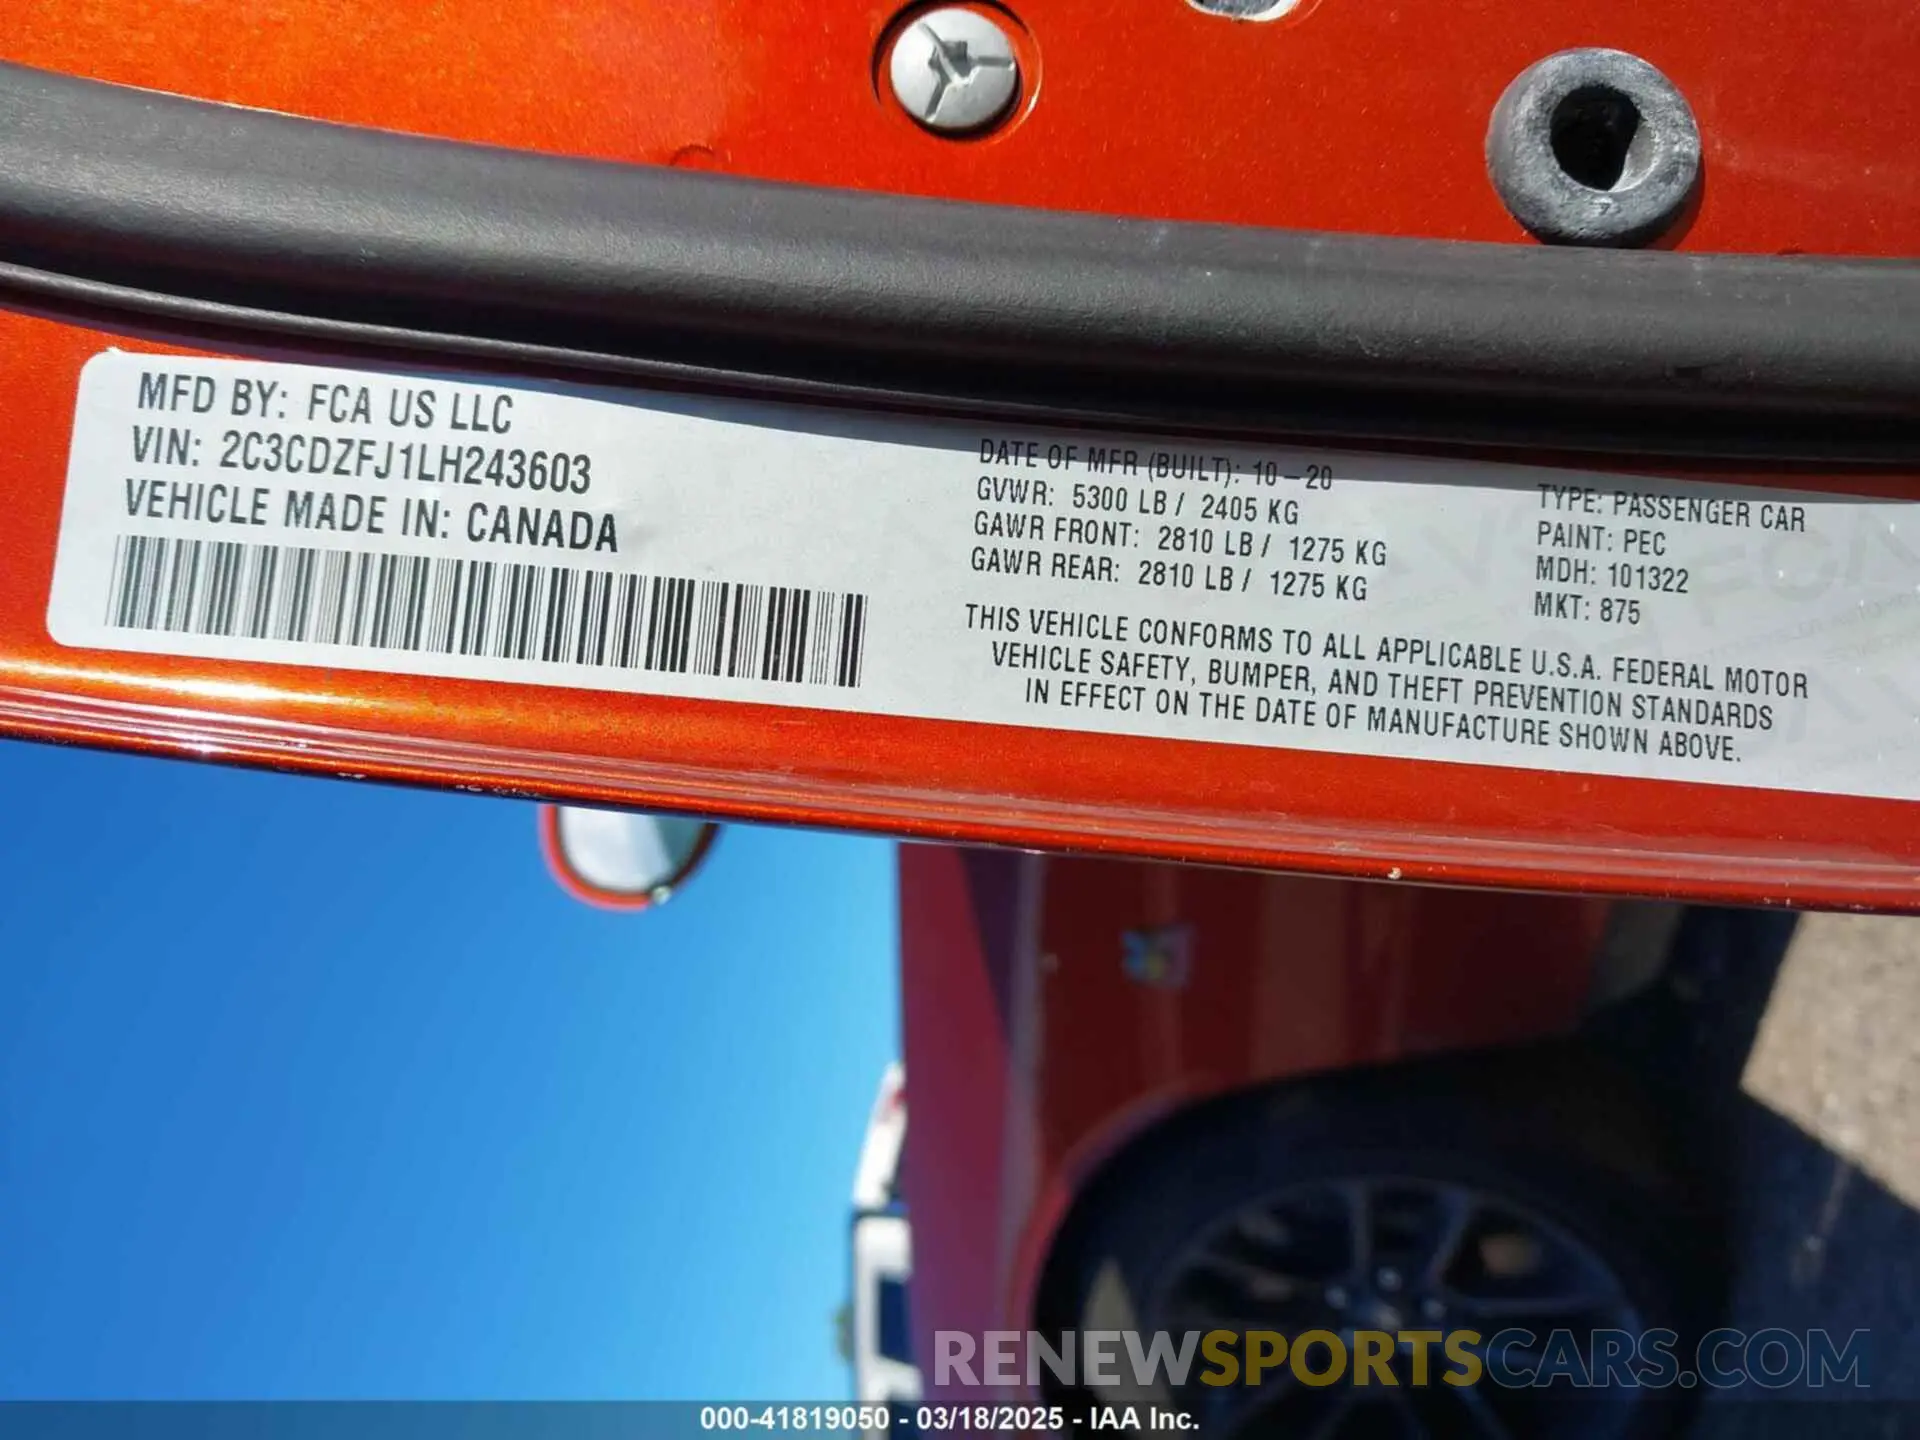 MFD BY: FCA US LLC
VIN: 2C3CDZFJ1LH243603
VEHICLE MADE IN: CANADA
DATE OF MFR (BUILT): 10-20
GVWR: 5300 LB / 2405 KG
GAWR FRONT: 2810 LB / 1275 KG
GAWR REAR: 2810 LB / 1275 KG
TYPE: PASSENGER CAR
PAINT: PEC
MDH: 101322
MKT: 875
THIS VEHICLE CONFORMS TO ALL APPLICABLE U.S.A. FEDERAL MOTOR
VEHICLE SAFETY, BUMPER, AND THEFT PREVENTION STANDARDS
IN EFFECT ON THE DATE OF MANUFACTURE SHOWN ABOVE.
RENEWSPORTSCARS.COM
000-41819050 - 03/18/2025 - IAA Inc.